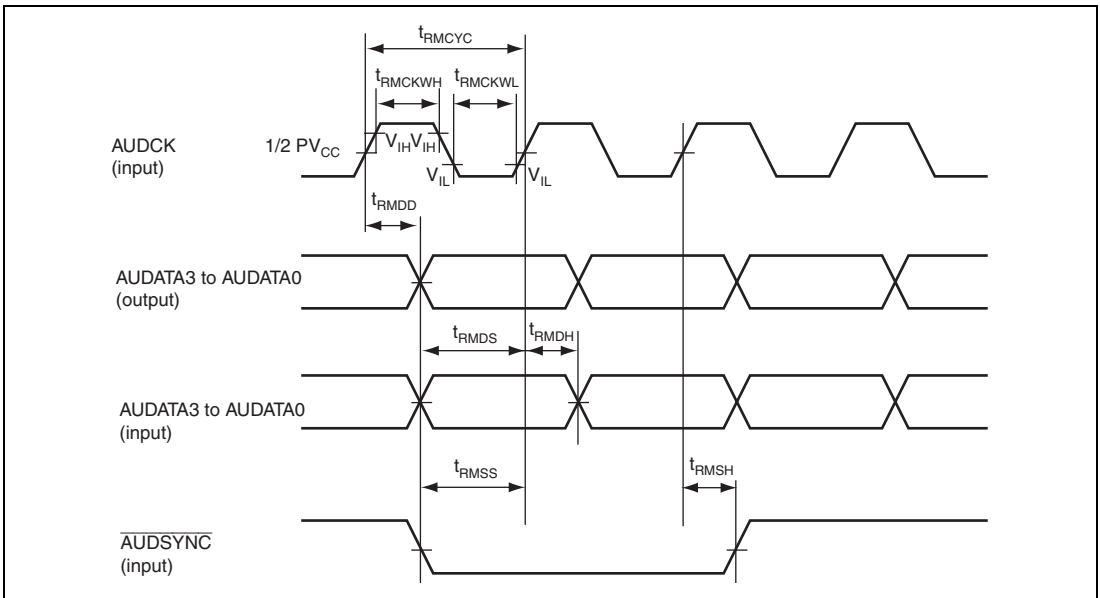 tRMCYC
tRMCKWH tRMCKWL
AUDCK
(input)
1/2 PVCC
VIH VIH
VIL VIL
tRMDD
AUDATA3 to AUDATA0
(output)
tRMDS tRMDH
AUDATA3 to AUDATA0
(input)
tRMSS tRMSH
AUDSYNC
(input)